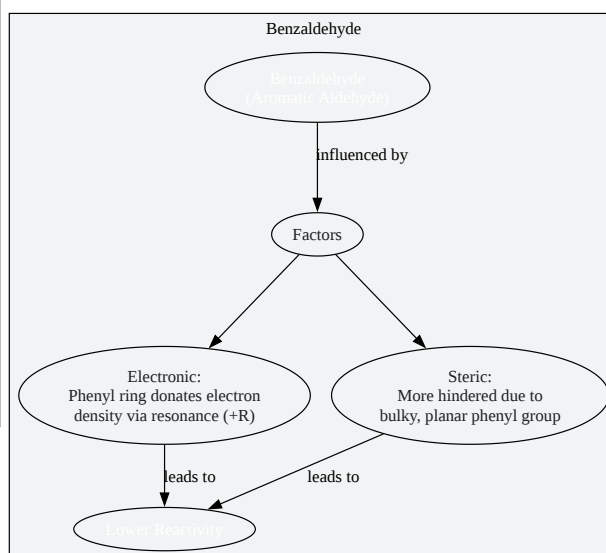 Benzaldehyde
Benzaldehyde
(Aromatic Aldehyde)
influenced by
Factors
Electronic:
Phenyl ring donates electron
density via resonance (+R)
Steric:
More hindered due to
bulky, planar phenyl group
leads to
leads to
Lower Reactivity